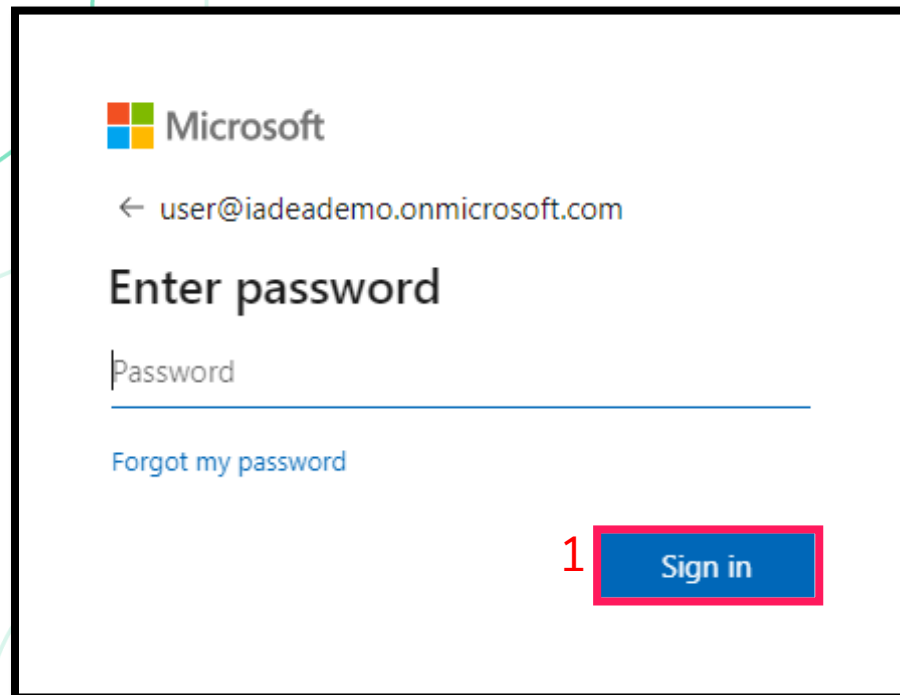 Microsoft
← user@iadeademo.onmicrosoft.com
Enter password
Password
Forgot my password
1 Sign in